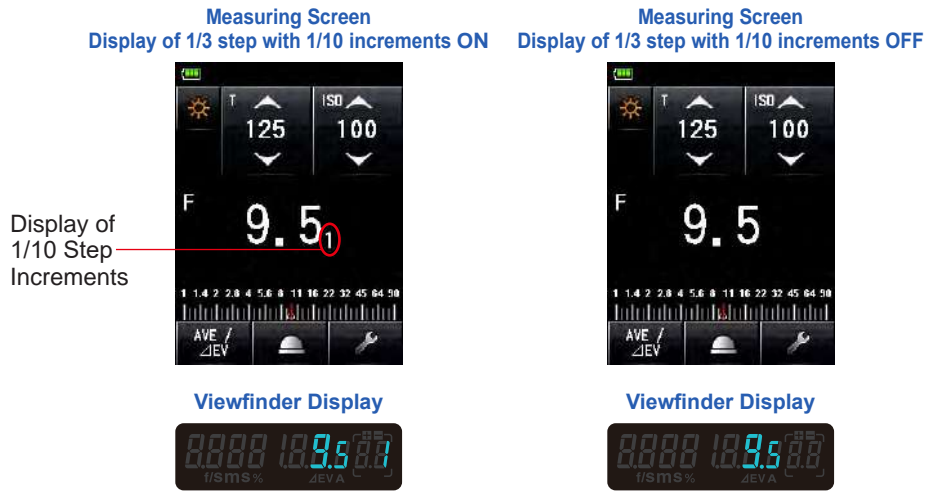 Measuring Screen
Display of 1/3 step with 1/10 increments ON
T
ISO
125
100
F
9.5
1
Display of
1/10 Step
Increments
1 1.4 2 2.8 4 5.6 8 11 16 22 32 45 64 90
AVE /
⊿EV
Viewfinder Display
9.5 1
f/sms%
⊿EVA
Measuring Screen
Display of 1/3 step with 1/10 increments OFF
T
ISO
125
100
F
9.5
1 1.4 2 2.8 4 5.6 8 11 16 22 32 45 64 90
AVE /
⊿EV
Viewfinder Display
9.5
f/sms%
⊿EVA